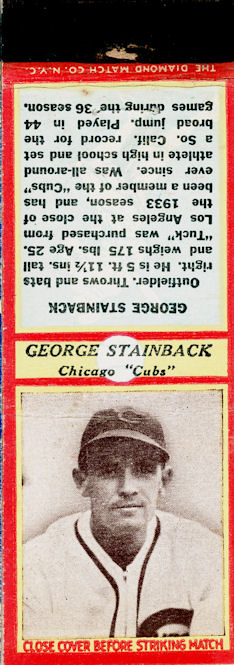 THE DIAMOND MATCH CO. N.Y.C.
GEORGE STAINBACK
Outfielder. Throws and bats
right. He is 5 ft. 11½ ins. tall
and weighs 175 lbs. Age 25.
"Tuck" was purchased from
Los Angeles at the close of
the 1933 season, and has
been a member of the "Cubs"
ever since. Was all-around
athlete in high school and set
a So. Calif. record for the
broad jump. Played in 44
games during the 36 season.
GEORGE STAINBACK
Chicago "Cubs"
C
CLOSE COVER BEFORE STRIKING MATCH